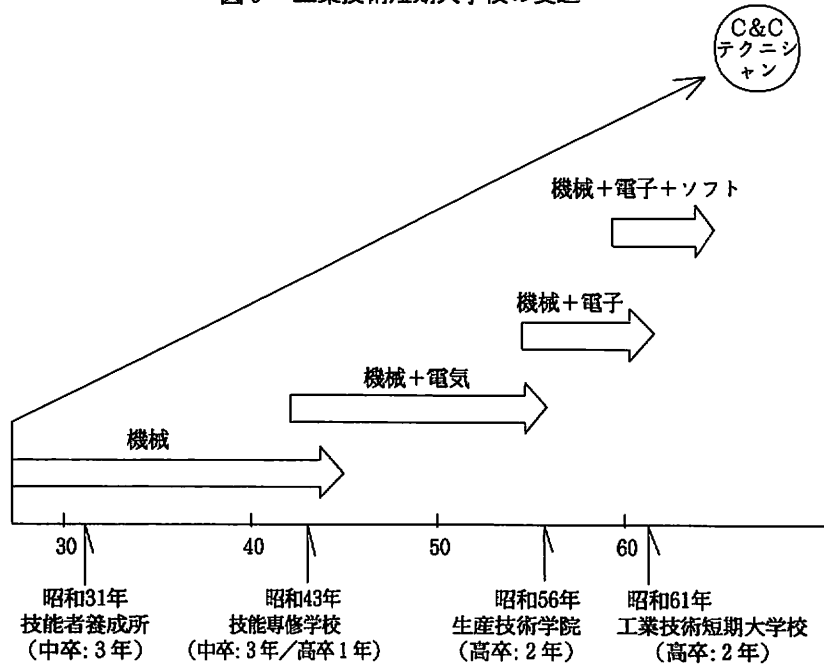 C&C
テクニシ
ャン
機械+電子+ソフト
機械+電子
機械+電気
機械
30
40
50
60
昭和31年
技能者養成所
(中卒: 3年)
昭和43年
技能専修学校
(中卒: 3年/高卒1年)
昭和56年
生産技術学院
(高卒: 2年)
昭和61年
工業技術短期大学校
(高卒: 2年)